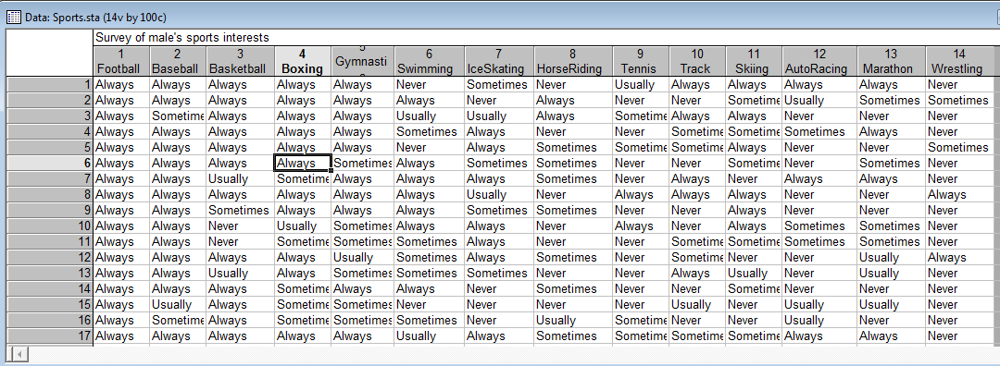 Data: Sports.sta (14v by 100c)
Survey of male's sports interests
1 2 3 4 5 6 7 8 9 10 11 12 13 14
Football Baseball Basketball Boxing Gymnasti Swimming IceSkating HorseRiding Tennis Track Skiing AutoRacing Marathon Wrestling
1 Always Always Always Always Always Never Sometimes Never Usually Always Always Always Always Never
2 Always Always Always Always Always Always Never Always Never Never Sometime Usually Sometimes Sometimes
3 Always Sometime Always Always Always Usually Usually Always Sometime Always Always Never Never Never
4 Always Always Always Always Always Sometimes Always Never Never Sometime Sometime Sometimes Always Never
5 Always Always Always Always Always Never Always Sometimes Sometime Sometime Always Never Never Sometimes
6 Always Always Always Always Sometimes Always Sometimes Sometimes Never Never Sometime Never Sometimes Never
7 Always Always Usually Sometime Always Always Always Sometimes Never Always Never Always Always Never
8 Always Always Always Always Always Always Usually Never Always Always Always Never Never Always
9 Always Always Sometimes Always Always Always Sometimes Sometimes Never Never Always Never Never Never
10 Always Always Never Usually Sometimes Always Always Never Always Never Always Sometimes Sometimes Never
11 Always Always Never Sometime Sometimes Sometimes Always Never Never Sometime Sometime Sometimes Sometimes Never
12 Always Always Always Always Usually Sometimes Always Sometimes Never Sometime Never Never Usually Always
13 Always Always Usually Always Sometimes Sometimes Sometimes Never Never Always Usually Never Usually Never
14 Always Always Always Sometime Always Always Never Sometimes Never Never Sometime Never Never Never
15 Always Usually Always Sometime Sometimes Never Never Never Never Usually Never Usually Usually Never
16 Always Sometime Always Sometime Sometimes Sometimes Never Usually Sometime Never Never Usually Never Never
17 Always Always Always Always Always Usually Always Sometimes Sometime Sometime Sometime Always Always Never